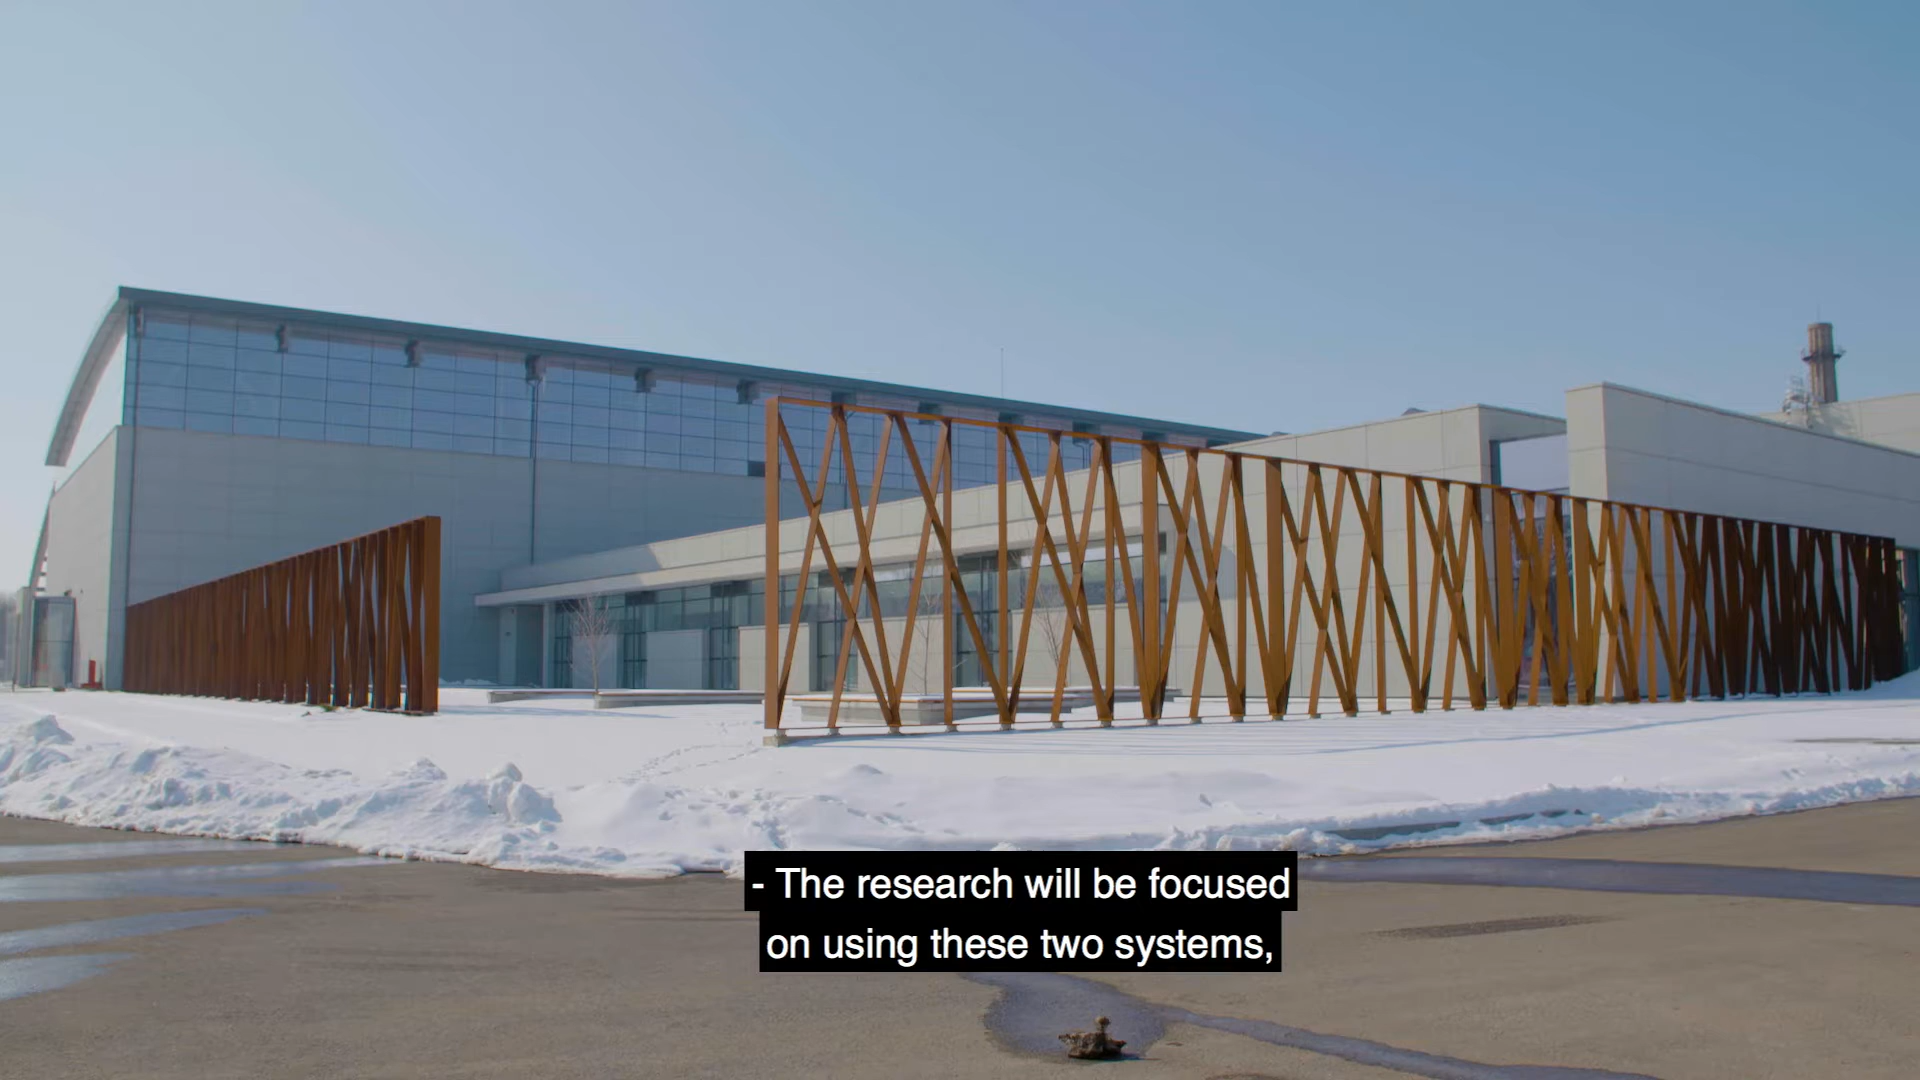 - The research will be focused
on using these two systems,